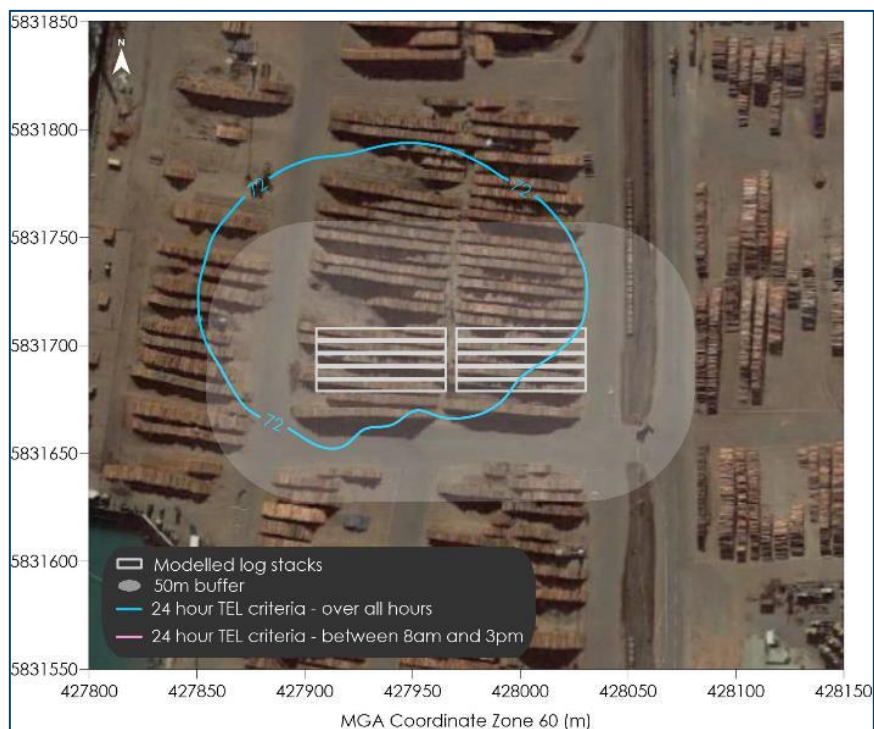 5831850
N
5831800
72
72
5831750
5831700
72
5831650
5831600
Modelled log stacks
50m buffer
24 hour TEL criteria - over all hours
24 hour TEL criteria - between 8am and 3pm
5831550
427800 427850 427900 427950 428000 428050 428100 428150
MGA Coordinate Zone 60 (m)